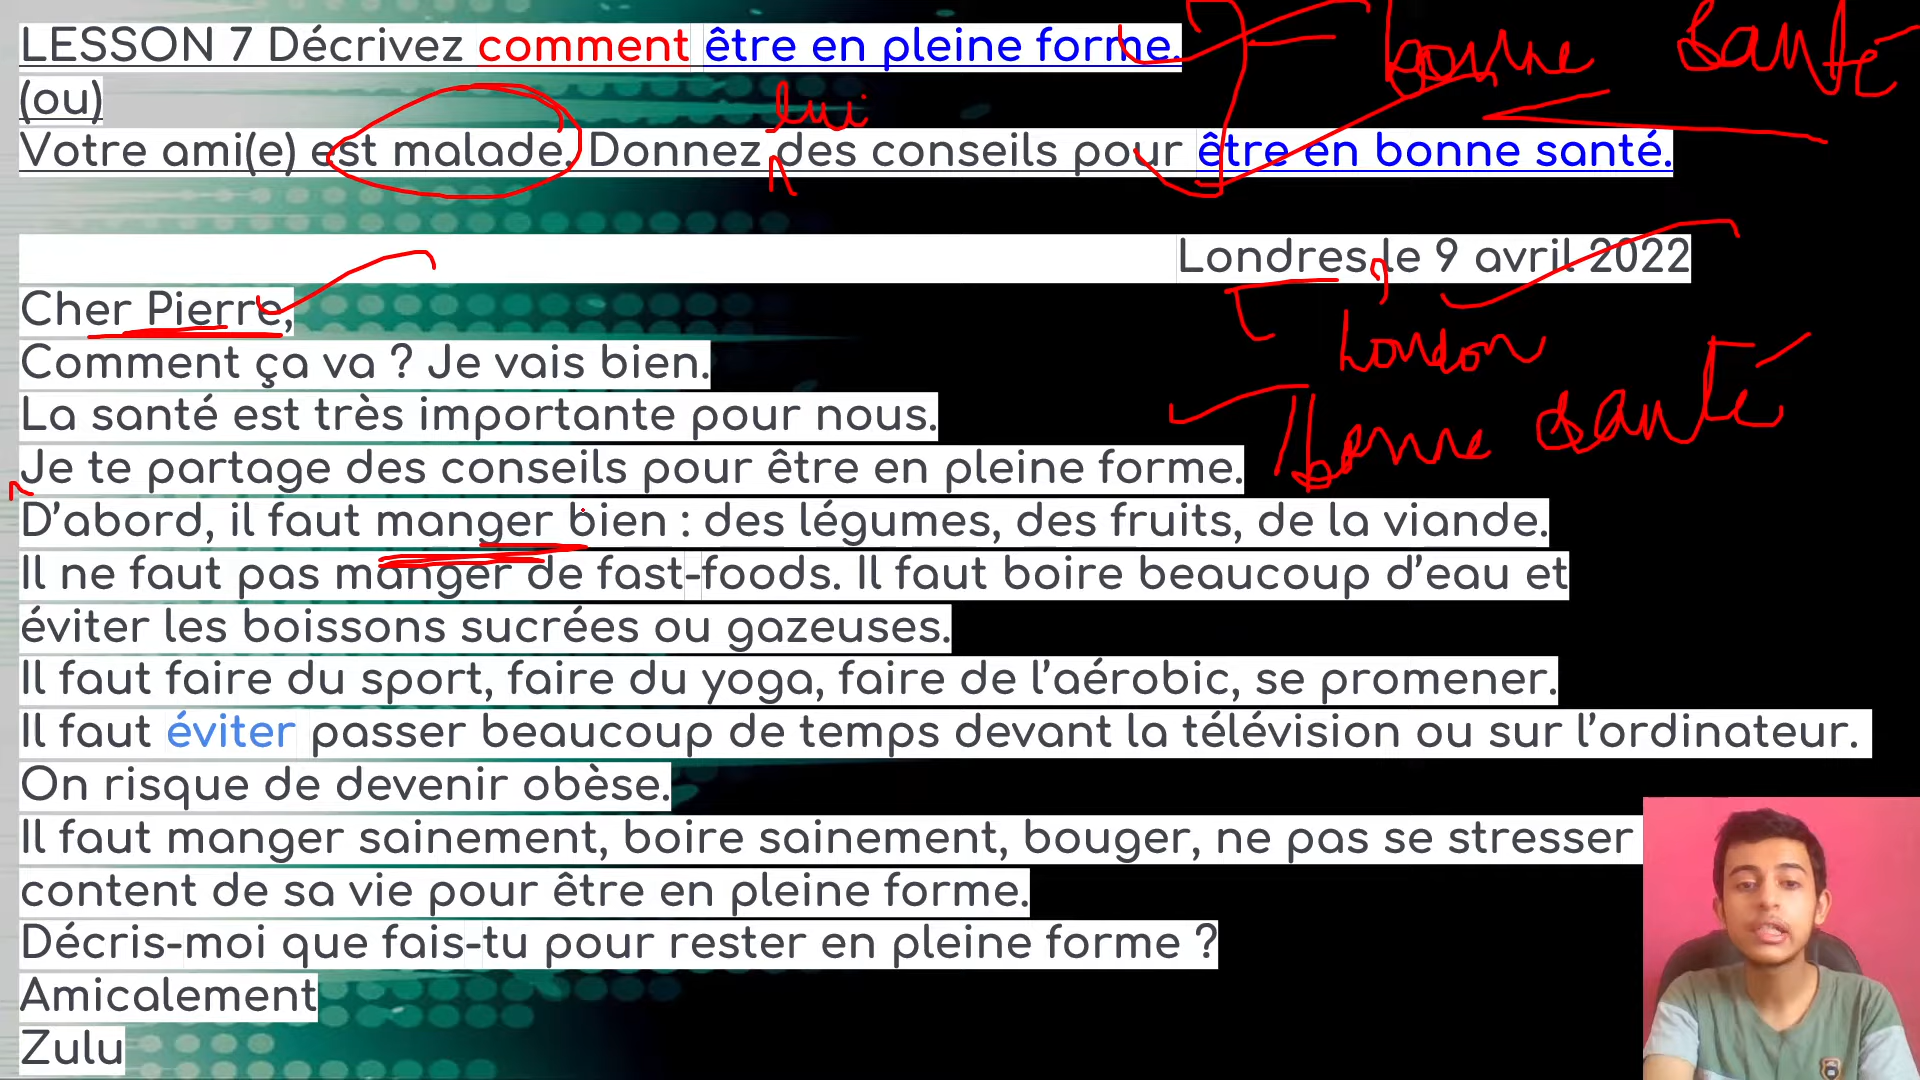 LESSON 7 Décrivez comment être en pleine forme.
bonne santé
(ou)
lui
Votre ami(e) est malade. Donnez des conseils pour être en bonne santé.
Londres le 9 avril 2022
Cher Pierre,
London
Comment ça va ? Je vais bien.
La santé est très importante pour nous.
bonne santé
Je te partage des conseils pour être en pleine forme.
D’abord, il faut manger bien : des légumes, des fruits, de la viande.
Il ne faut pas manger de fast-foods. Il faut boire beaucoup d’eau et
éviter les boissons sucrées ou gazeuses.
Il faut faire du sport, faire du yoga, faire de l’aérobic, se promener.
Il faut éviter passer beaucoup de temps devant la télévision ou sur l’ordinateur.
On risque de devenir obèse.
Il faut manger sainement, boire sainement, bouger, ne pas se stresser
content de sa vie pour être en pleine forme.
Décris-moi que fais-tu pour rester en pleine forme ?
Amicalement
Zulu